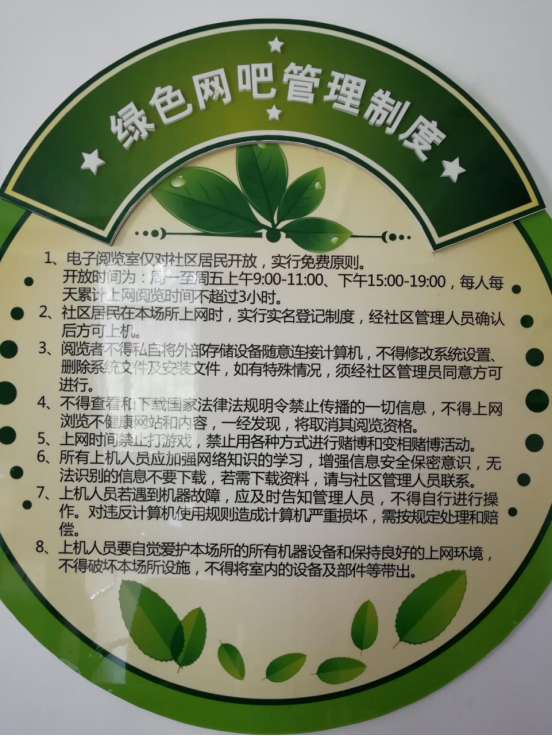 绿色网吧管理制度
1、电子阅览室仅对社区居民开放，实行免费原则。
开放时间为：周一至周五上午9:00-11:00、下午15:00-19:00，每人每
天累计上网阅览时间不超过3小时。
2、社区居民在本场所上网时，实行实名登记制度，经社区管理人员确认
后方可上机。
3、阅览者不得私自将外部存储设备随意连接计算机，不得修改系统设置、
删除系统文件及安装文件，如有特殊情况，须经社区管理员同意方可
进行。
4、不得查看和下载国家法律法规明令禁止传播的一切信息，不得上网
浏览不健康网站和内容，一经发现，将取消其阅览资格。
5、上网时间禁止打游戏，禁止用各种方式进行赌博和变相赌博活动。
6、所有上机人员应加强网络知识的学习，增强信息安全保密意识，无
法识别的信息不要下载，若需下载资料，请与社区管理人员联系。
7、上机人员若遇到机器故障，应及时告知管理人员，不得自行进行操
作。对违反计算机使用规则造成计算机严重损坏，需按规定处理和赔
偿。
8、上机人员要自觉爱护本场所的所有机器设备和保持良好的上网环境，
不得破坏本场所设施，不得将室内的设备及部件等带出。